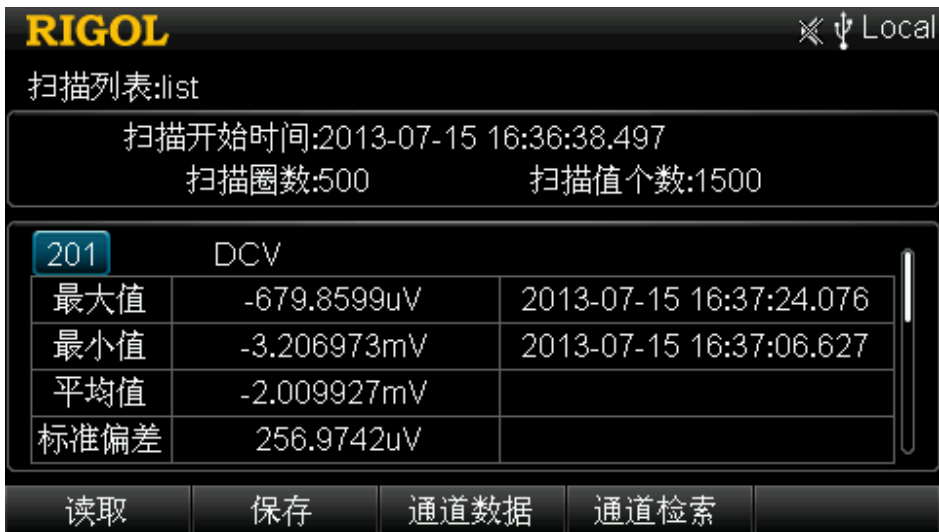 RIGOL Local
扫描列表:list
扫描开始时间:2013-07-15 16:36:38.497
扫描圈数:500 扫描值个数:1500
201 DCV
最大值 -679.8599uV 2013-07-15 16:37:24.076
最小值 -3.206973mV 2013-07-15 16:37:06.627
平均值 -2.009927mV
标准偏差 256.9742uV
读取 保存 通道数据 通道检索